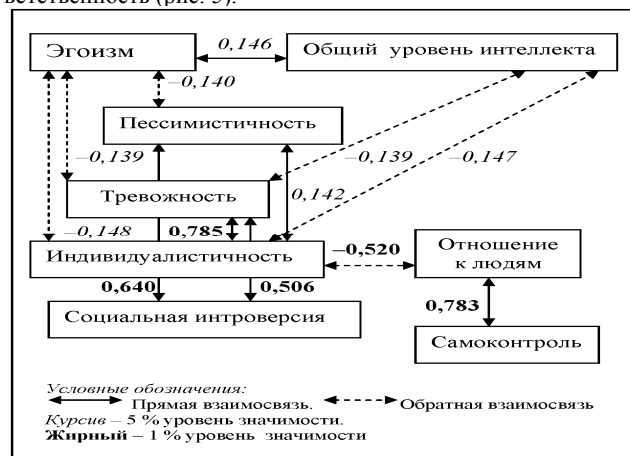 ветственность (рис. 3).
Эгоизм 0,146 Общий уровень интеллекта
–0,140
Пессимистичность
–0,139 –0,139 –0,147
Тревожность 0,142
–0,148 0,785
Индивидуалистичность –0,520 Отношение
к людям
0,640 0,506
0,783
Социальная интроверсия
Самоконтроль
Условные обозначения:
Прямая взаимосвязь. Обратная взаимосвязь
Курсив – 5 % уровень значимости.
Жирный – 1 % уровень значимости